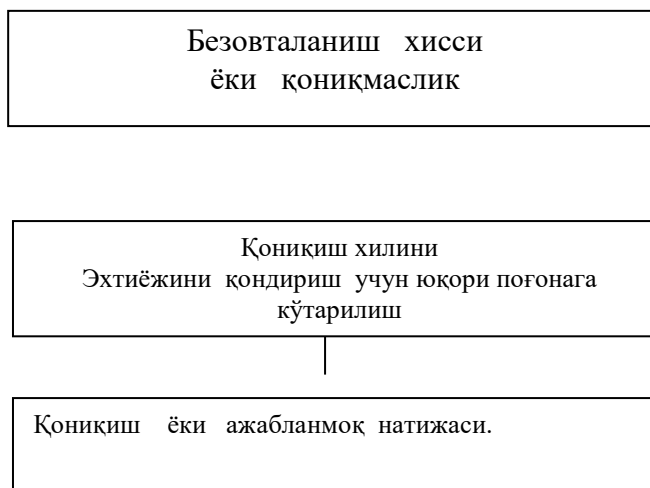 Безовталаниш хисси
ёки қониқмаслик
Қониқиш хилини
Эхтиёжини қондириш учун юқори поғонага
кўтарилиш
Қониқиш ёки ажабланмоқ натижаси.